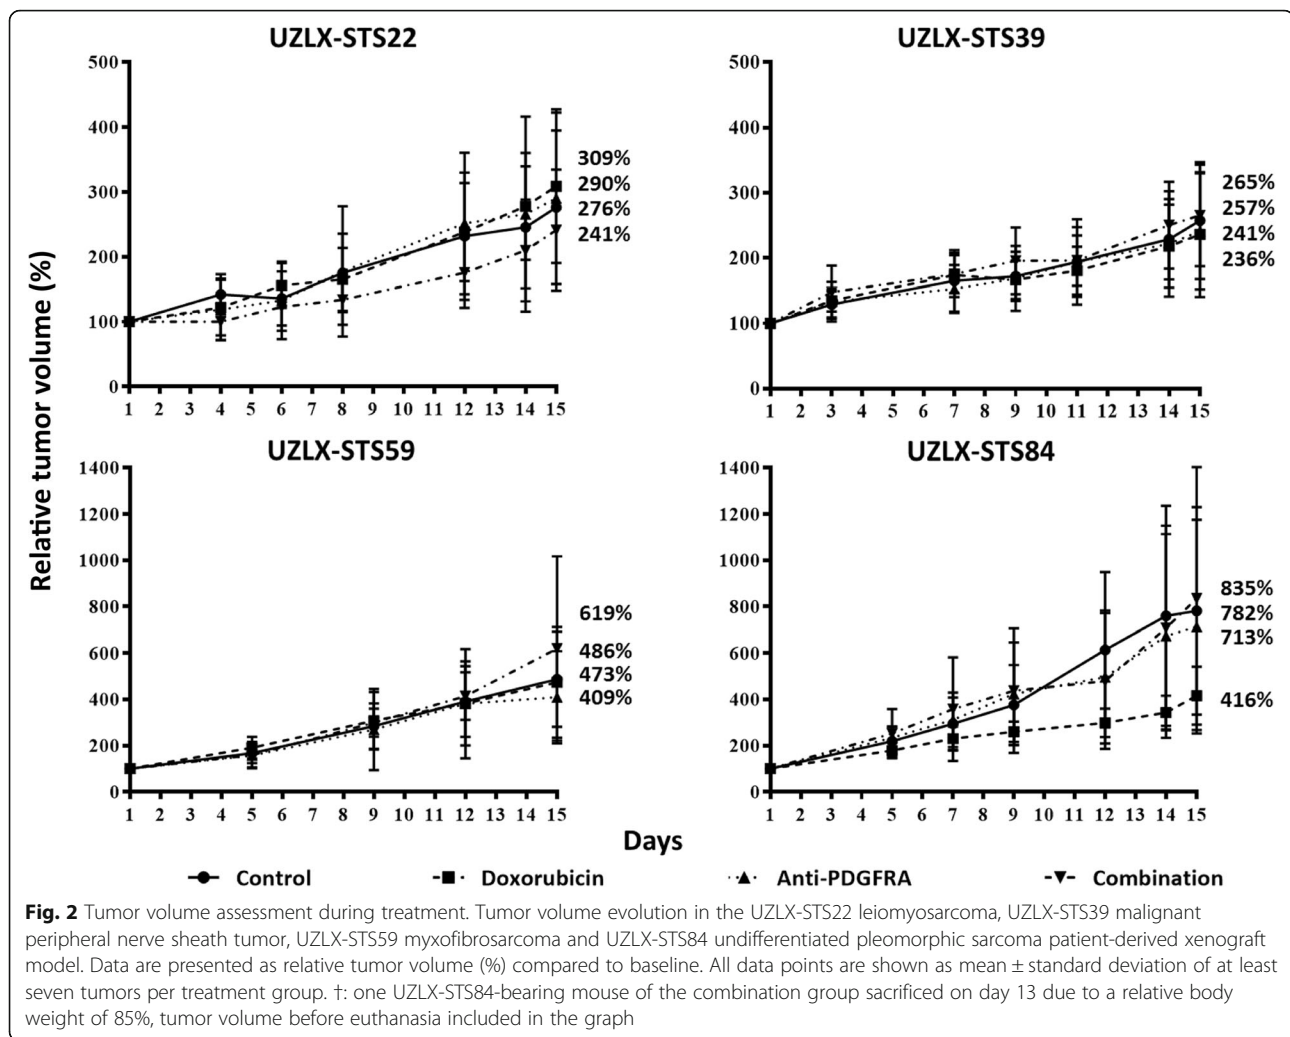 UZLX-STS22
500
400
300
200
100
0
1 2 3 4 5 6 7 8 9 10 11 12 13 14 15
309%
290%
276%
241%
UZLX-STS39
500
400
300
200
100
0
1 2 3 4 5 6 7 8 9 10 11 12 13 14 15
265%
257%
241%
236%
Relative tumor volume (%)
UZLX-STS59
1400
1200
1000
800
600
400
200
0
1 2 3 4 5 6 7 8 9 10 11 12 13 14 15
619%
486%
473%
409%
UZLX-STS84
1400
1200
1000
800
600
400
200
0
1 2 3 4 5 6 7 8 9 10 11 12 13 14 15
835%
782%
713%
416%
Days
Control Doxorubicin Anti-PDGFRA Combination
Fig. 2 Tumor volume assessment during treatment. Tumor volume evolution in the UZLX-STS22 leiomyosarcoma, UZLX-STS39 malignant
peripheral nerve sheath tumor, UZLX-STS59 myxofibrosarcoma and UZLX-STS84 undifferentiated pleomorphic sarcoma patient-derived xenograft
model. Data are presented as relative tumor volume (%) compared to baseline. All data points are shown as mean ± standard deviation of at least
seven tumors per treatment group. †: one UZLX-STS84-bearing mouse of the combination group sacrificed on day 13 due to a relative body
weight of 85%, tumor volume before euthanasia included in the graph